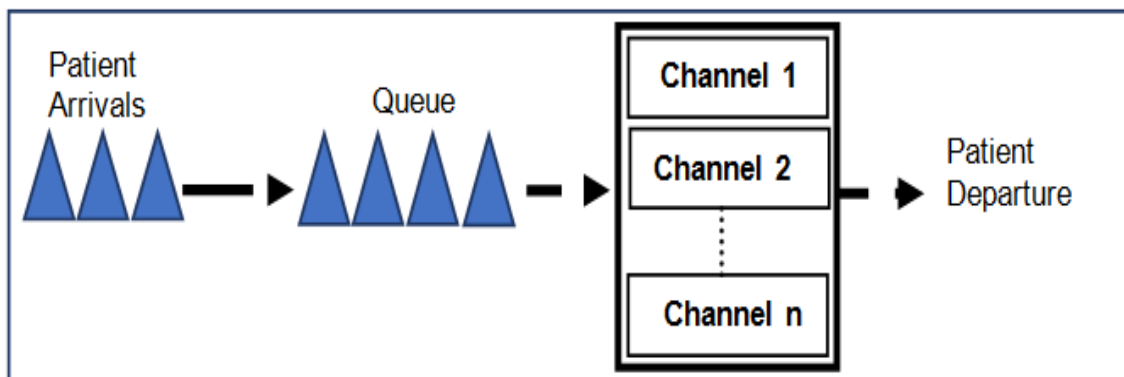 Patient
Arrivals
Queue
Channel 1
Channel 2
Channel n
Patient
Departure